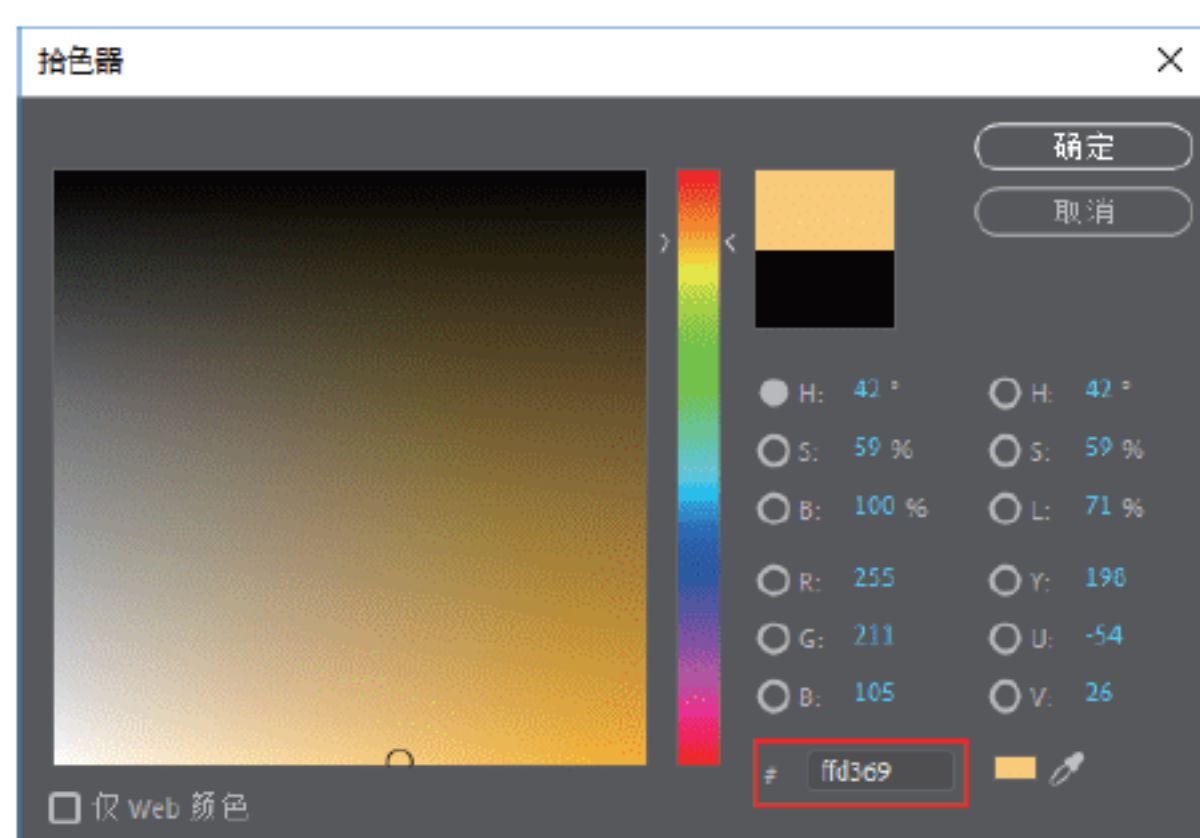 拾色器
确定
取消
H: 42 °
H: 42 °
S: 59 %
S: 59 %
B: 100 %
L: 71 %
R: 255
Y: 198
G: 211
U: -54
B: 105
V: 26
# ffd369
仅 Web 颜色